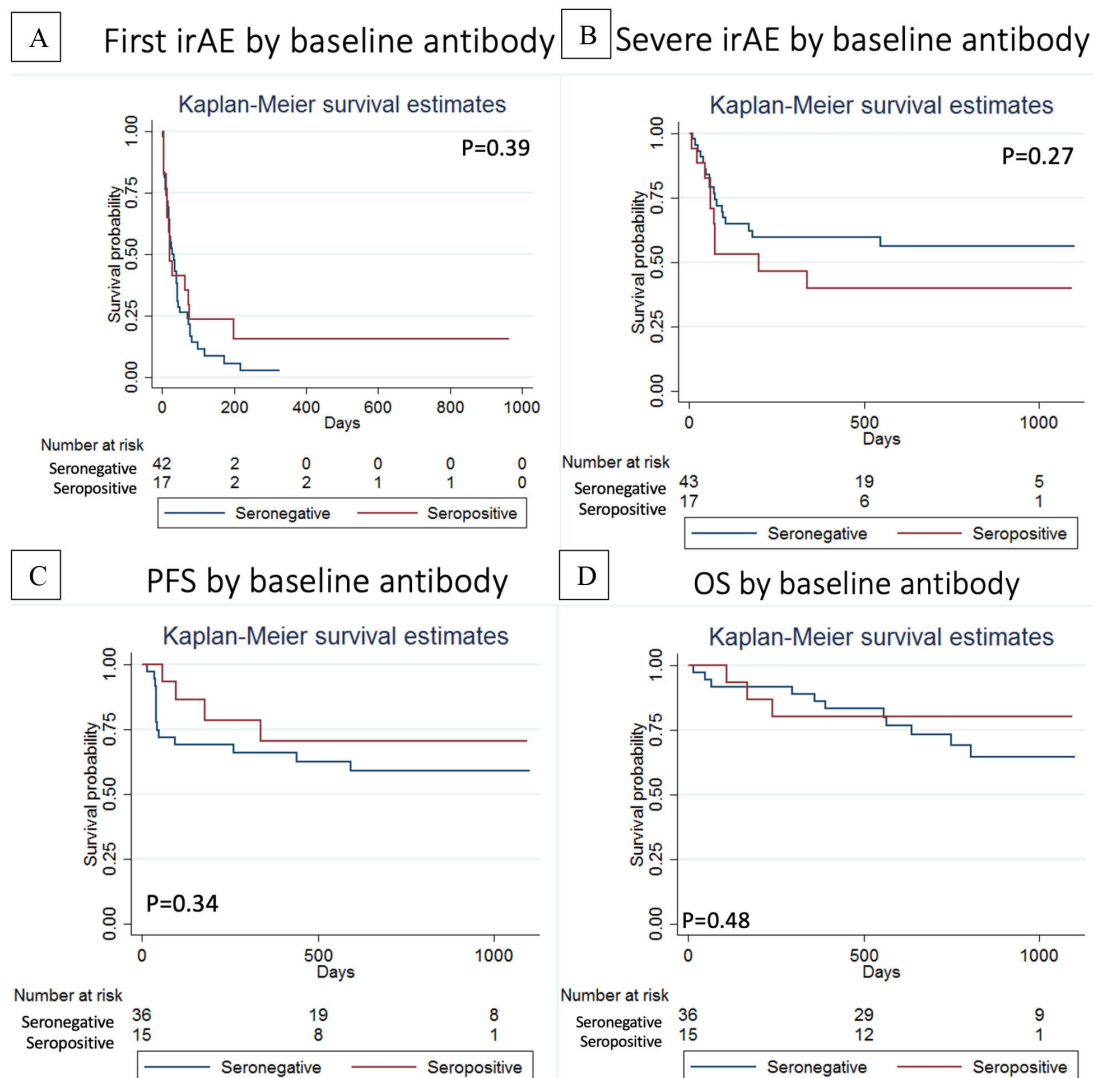 A
First irAE by baseline antibody
Kaplan-Meier survival estimates
P=0.39
Survival probability
1.00
0.75
0.50
0.25
0.00
0 200 400 600 800 1000
Days
Number at risk
Seronegative 42 2 0 0 0 0
Seropositive 17 2 2 1 1 0
Seronegative Seropositive
B
Severe irAE by baseline antibody
Kaplan-Meier survival estimates
P=0.27
Survival probability
1.00
0.75
0.50
0.25
0.00
0 500 1000
Days
Number at risk
Seronegative 43 19 5
Seropositive 17 6 1
Seronegative Seropositive
C
PFS by baseline antibody
Kaplan-Meier survival estimates
Survival probability
1.00
0.75
0.50
0.25
0.00
P=0.34
0 500 1000
Days
Number at risk
Seronegative 36 19 8
Seropositive 15 8 1
Seronegative Seropositive
D
OS by baseline antibody
Kaplan-Meier survival estimates
Survival probability
1.00
0.75
0.50
0.25
0.00
P=0.48
0 500 1000
Days
Number at risk
Seronegative 36 29 9
Seropositive 15 12 1
Seronegative Seropositive